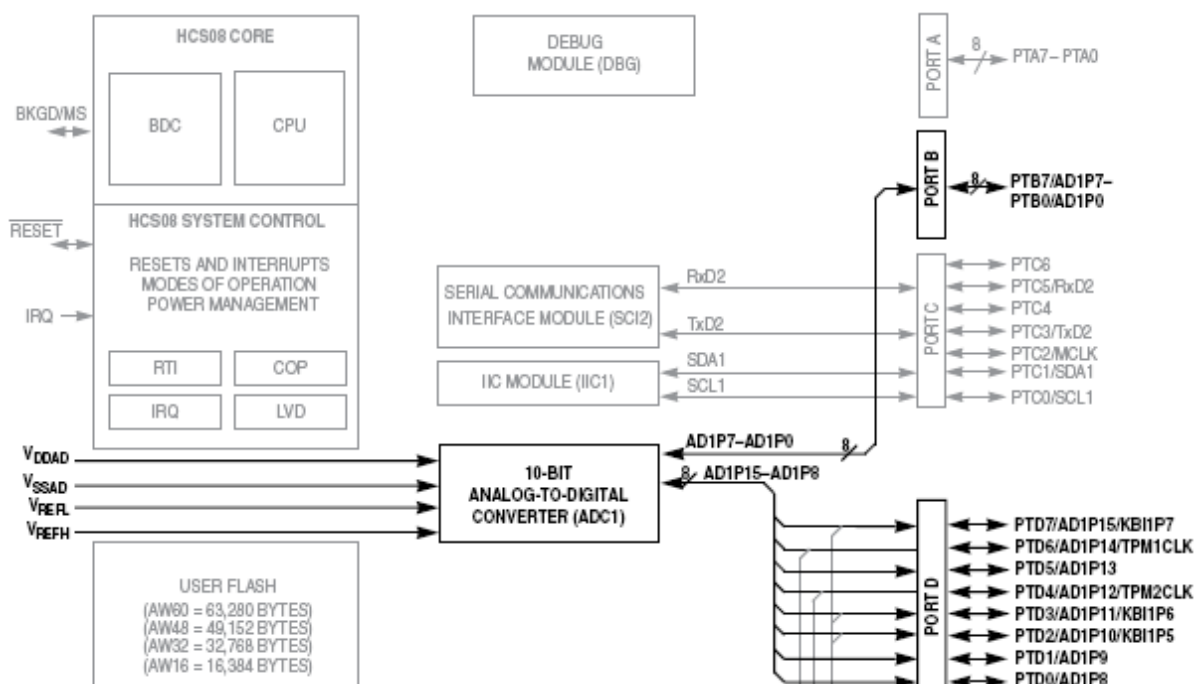 HCS08 CORE
BDC
CPU
BKGD/MS
DEBUG
MODULE (DBG)
PORT A
8
PTA7– PTA0
PORT B
8
PTB7/AD1P7–
PTB0/AD1P0
HCS08 SYSTEM CONTROL
RESET
RESETS AND INTERRUPTS
MODES OF OPERATION
POWER MANAGEMENT
IRQ
RTI
COP
IRQ
LVD
SERIAL COMMUNICATIONS
INTERFACE MODULE (SCI2)
RxD2
TxD2
IIC MODULE (IIC1)
SDA1
SCL1
PORT C
PTC6
PTC5/RxD2
PTC4
PTC3/TxD2
PTC2/MCLK
PTC1/SDA1
PTC0/SCL1
VDDAD
VSSAD
VREFL
VREFH
10-BIT
ANALOG-TO-DIGITAL
CONVERTER (ADC1)
AD1P7–AD1P0
8
8
AD1P15–AD1P8
USER FLASH
(AW60 = 63,280 BYTES)
(AW48 = 49,152 BYTES)
(AW32 = 32,768 BYTES)
(AW16 = 16,384 BYTES)
PORT D
PTD7/AD1P15/KBI1P7
PTD6/AD1P14/TPM1CLK
PTD5/AD1P13
PTD4/AD1P12/TPM2CLK
PTD3/AD1P11/KBI1P6
PTD2/AD1P10/KBI1P5
PTD1/AD1P9
PTD0/AD1P8